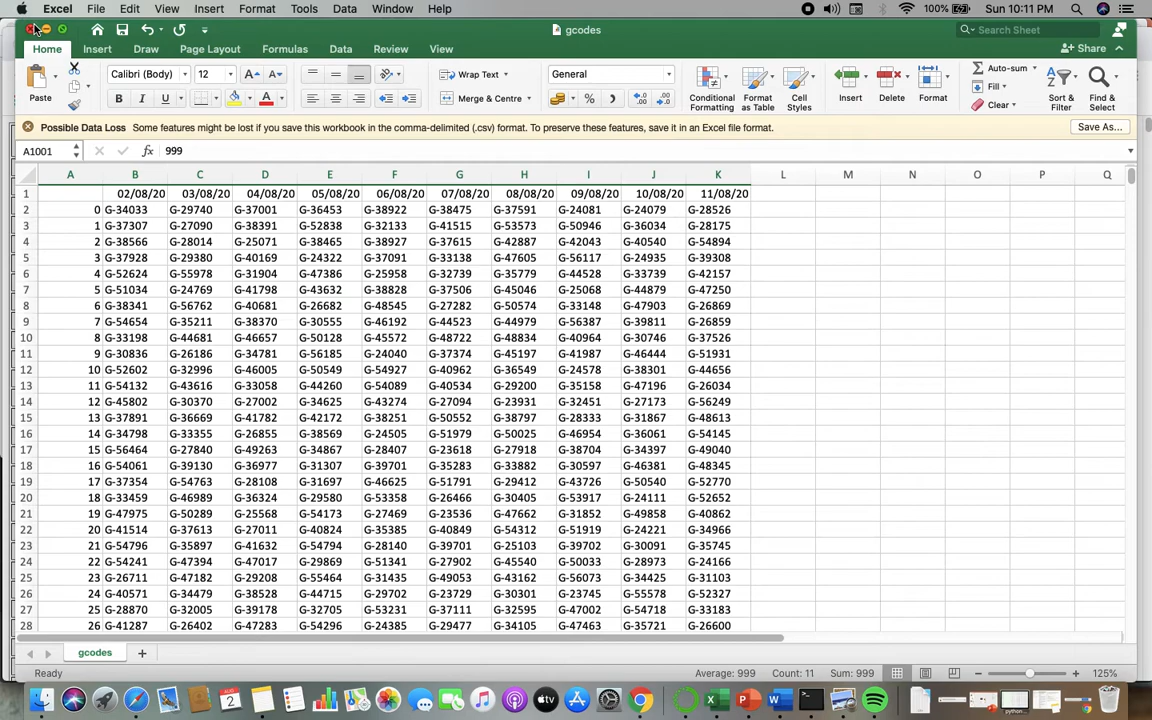 Excel File Edit View Insert Format Tools Data Window Help 100% Sun 10:11 PM
gcodes Search Sheet
Home Insert Draw Page Layout Formulas Data Review View Share
Paste Calibri (Body) 12 Wrap Text General Auto-sum
Fill
B I U A Merge & Centre % Conditional Formatting Format as Table Cell Styles Insert Delete Format Clear Sort & Filter Find & Select
Possible Data Loss Some features might be lost if you save this workbook in the comma-delimited (.csv) format. To preserve these features, save it in an Excel file format. Save As...
A1001 fx 999
A B C D E F G H I J K L M N O P Q
1 02/08/20 03/08/20 04/08/20 05/08/20 06/08/20 07/08/20 08/08/20 09/08/20 10/08/20 11/08/20
2 0 G-34033 G-29740 G-37001 G-36453 G-38922 G-38475 G-37591 G-24081 G-24079 G-28526
3 1 G-37307 G-27090 G-38391 G-52838 G-32133 G-41515 G-53573 G-50946 G-36034 G-28175
4 2 G-38566 G-28014 G-25071 G-38465 G-38927 G-37615 G-42887 G-42043 G-40540 G-54894
5 3 G-37928 G-29380 G-40169 G-24322 G-37091 G-33138 G-47605 G-56117 G-24935 G-39308
6 4 G-52624 G-55978 G-31904 G-47386 G-25958 G-32739 G-35779 G-44528 G-33739 G-42157
7 5 G-51034 G-24769 G-41798 G-43632 G-38828 G-37506 G-45046 G-25068 G-44879 G-47250
8 6 G-38341 G-56762 G-40681 G-26682 G-48545 G-27282 G-50574 G-33148 G-47903 G-26869
9 7 G-54654 G-35211 G-38370 G-30555 G-46192 G-44523 G-44979 G-56387 G-39811 G-26859
10 8 G-33198 G-44681 G-46657 G-50128 G-45572 G-48722 G-48834 G-40964 G-30746 G-37526
11 9 G-30836 G-26186 G-34781 G-56185 G-24040 G-37374 G-45197 G-41987 G-46444 G-51931
12 10 G-52602 G-32996 G-46005 G-50549 G-54927 G-40962 G-36549 G-24578 G-38301 G-44656
13 11 G-54132 G-43616 G-33058 G-44260 G-54089 G-40534 G-29200 G-35158 G-47196 G-26034
14 12 G-45802 G-30370 G-27002 G-34625 G-43274 G-27094 G-23931 G-32451 G-27173 G-56249
15 13 G-37891 G-36669 G-41782 G-42172 G-38251 G-50552 G-38797 G-28333 G-31867 G-48613
16 14 G-34798 G-33355 G-26855 G-38569 G-24505 G-51979 G-50025 G-46954 G-36061 G-54145
17 15 G-56464 G-27840 G-49263 G-34867 G-28407 G-23618 G-27918 G-38704 G-34397 G-49040
18 16 G-54061 G-39130 G-36977 G-31307 G-39701 G-35283 G-33882 G-30597 G-46381 G-48345
19 17 G-37354 G-54763 G-28108 G-31697 G-46625 G-51791 G-29412 G-43726 G-50540 G-52770
20 18 G-33459 G-46989 G-36324 G-29580 G-53358 G-26466 G-30405 G-53917 G-24111 G-52652
21 19 G-47975 G-50289 G-25568 G-54173 G-27469 G-23536 G-47662 G-31852 G-49858 G-40862
22 20 G-41514 G-37613 G-27011 G-40824 G-35385 G-40849 G-54312 G-51919 G-24221 G-34966
23 21 G-54796 G-35897 G-41632 G-54794 G-28140 G-39701 G-25103 G-39702 G-30091 G-35745
24 22 G-54241 G-47394 G-47017 G-29869 G-51341 G-27902 G-45540 G-50033 G-28973 G-24166
25 23 G-26711 G-47182 G-29208 G-55464 G-31435 G-49053 G-43162 G-56073 G-34425 G-31103
26 24 G-40571 G-34479 G-38528 G-44715 G-29702 G-23729 G-30301 G-23745 G-55578 G-52327
27 25 G-28870 G-32005 G-39178 G-32705 G-53231 G-37111 G-32595 G-47002 G-54718 G-33183
28 26 G-41287 G-26402 G-47283 G-54296 G-24385 G-29477 G-34105 G-47463 G-35721 G-26600
gcodes
Ready Average: 999 Count: 11 Sum: 999 125%